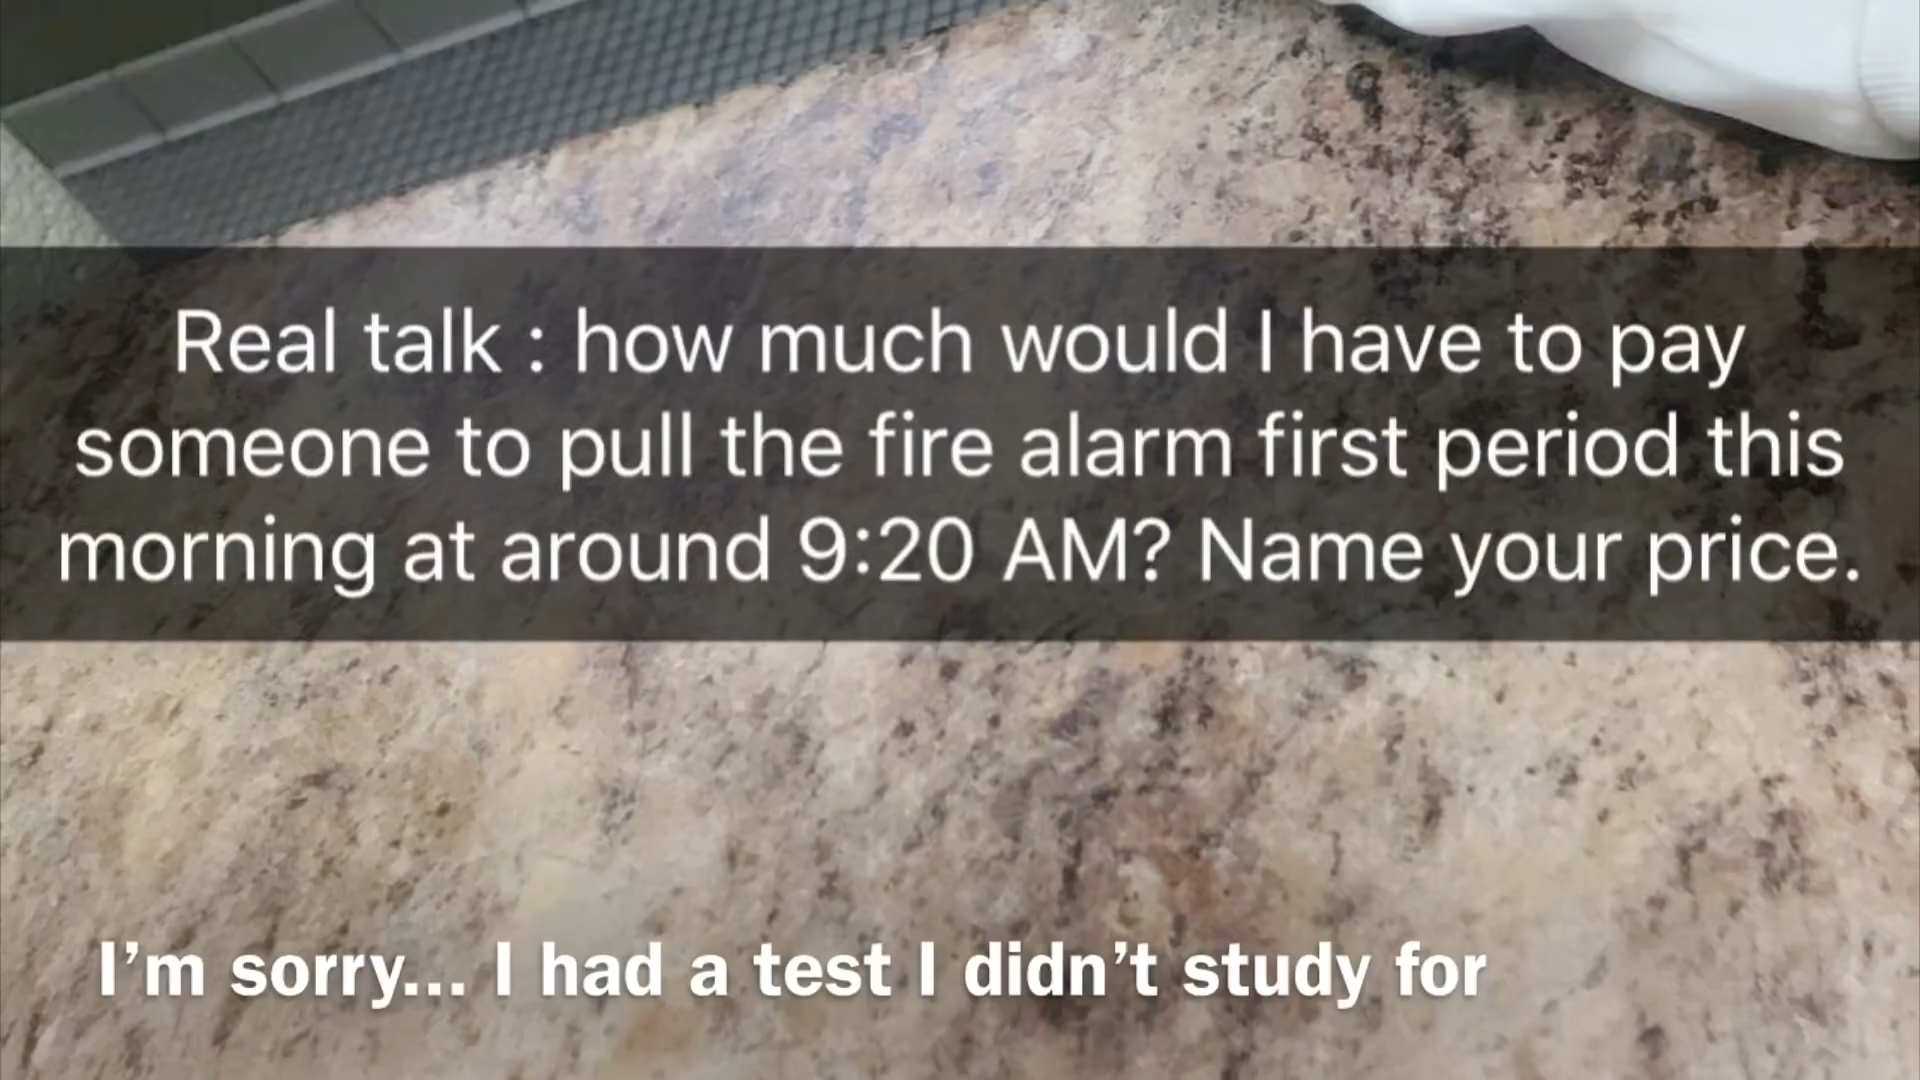 Real talk : how much would I have to pay
someone to pull the fire alarm first period this
morning at around 9:20 AM? Name your price.
I’m sorry... I had a test I didn’t study for